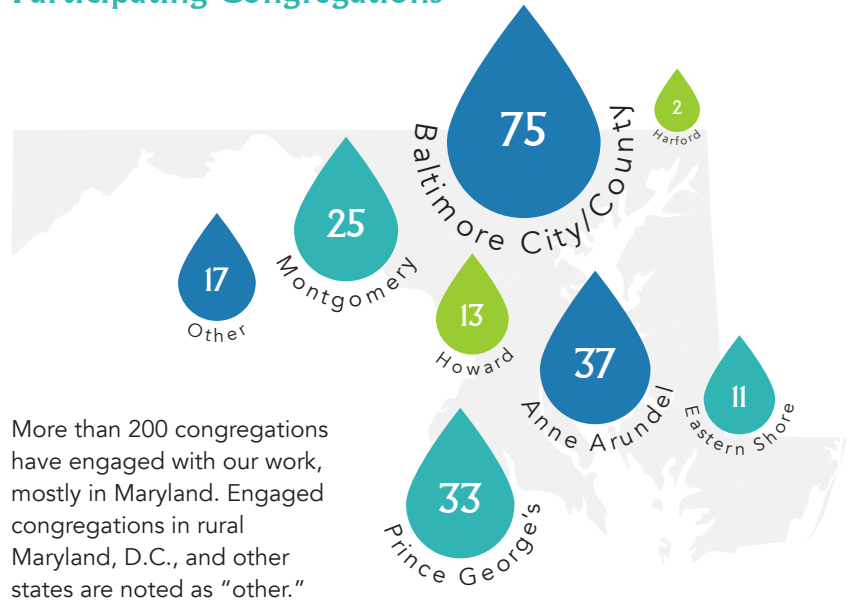 Participating Congregations
75
Baltimore City/County
2
Harford
25
Montgomery
17
Other
13
Howard
37
Anne Arundel
11
Eastern Shore
33
Prince George's
More than 200 congregations
have engaged with our work,
mostly in Maryland. Engaged
congregations in rural
Maryland, D.C., and other
states are noted as “other.”